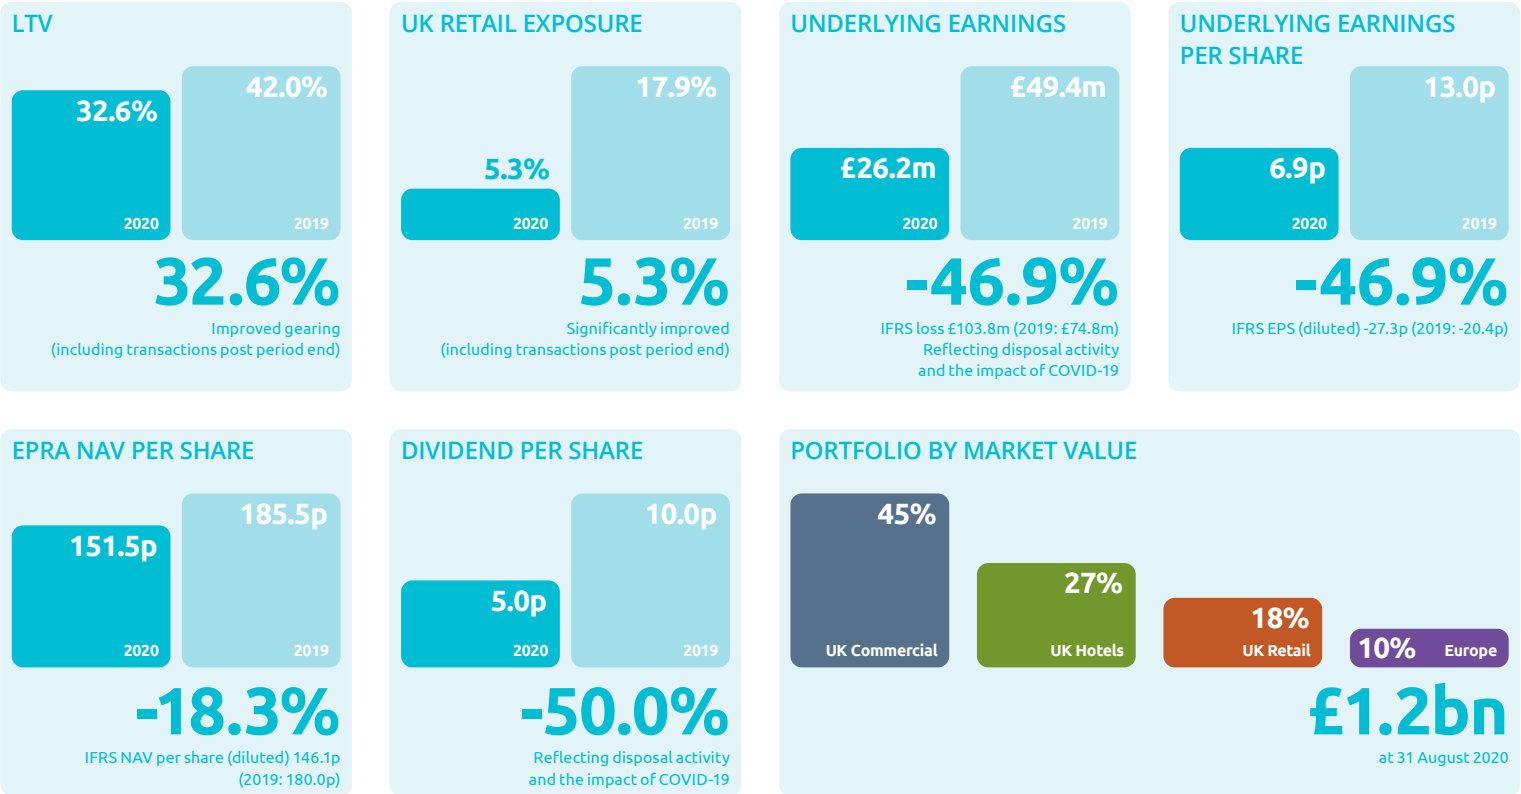 LTV
32.6%
2020
42.0%
2019
32.6%
Improved gearing
(including transactions post period end)
UK RETAIL EXPOSURE
5.3%
2020
17.9%
2019
5.3%
Significantly improved
(including transactions post period end)
UNDERLYING EARNINGS
£26.2m
2020
£49.4m
2019
-46.9%
IFRS loss £103.8m (2019: £74.8m)
Reflecting disposal activity
and the impact of COVID-19
UNDERLYING EARNINGS
PER SHARE
6.9p
2020
13.0p
2019
-46.9%
IFRS EPS (diluted) -27.3p (2019: -20.4p)
EPRA NAV PER SHARE
151.5p
2020
185.5p
2019
-18.3%
IFRS NAV per share (diluted) 146.1p
(2019: 180.0p)
DIVIDEND PER SHARE
5.0p
2020
10.0p
2019
-50.0%
Reflecting disposal activity
and the impact of COVID-19
PORTFOLIO BY MARKET VALUE
45%
UK Commercial
27%
UK Hotels
18%
UK Retail
10% Europe
£1.2bn
at 31 August 2020